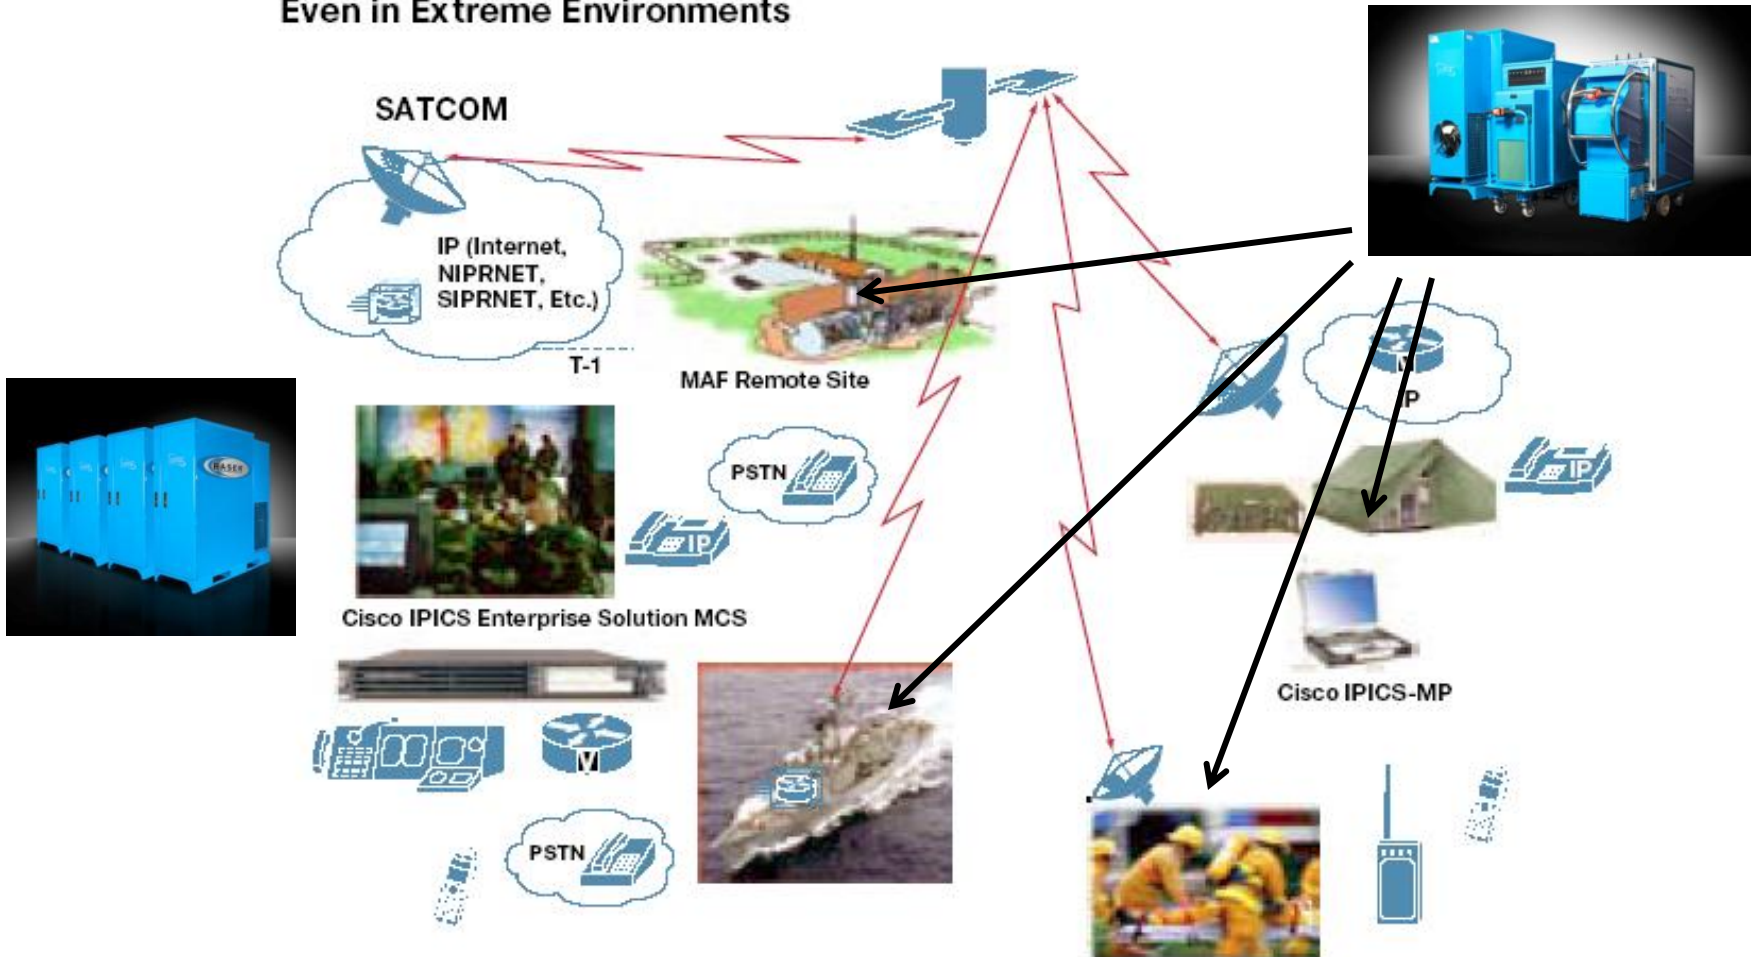 Even in Extreme Environments
SATCOM
IP (Internet,
NIPRNET,
SIPRNET, Etc.)
T-1
MAF Remote Site
IP
IP
RASER
PSTN
IP
Cisco IPICS Enterprise Solution MCS
Cisco IPICS-MP
V
PSTN